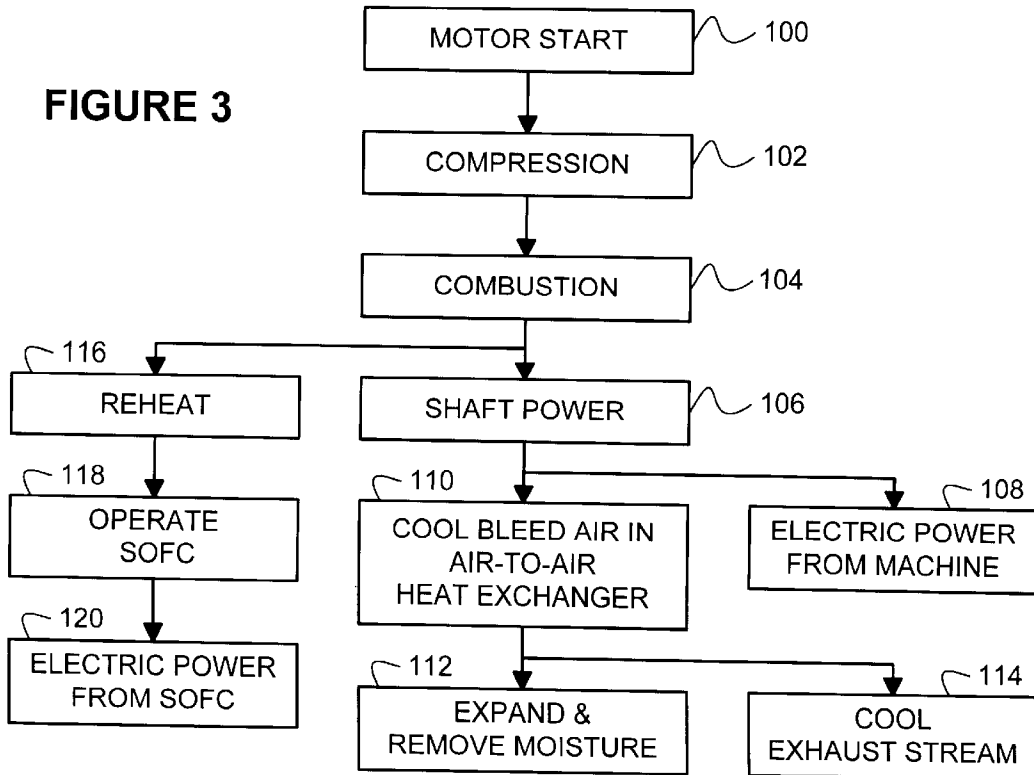 FIGURE 3
MOTOR START
100
COMPRESSION
102
COMBUSTION
104
116
REHEAT
SHAFT POWER
106
118
OPERATE
SOFC
110
COOL BLEED AIR IN
AIR-TO-AIR
HEAT EXCHANGER
108
ELECTRIC POWER
FROM MACHINE
120
ELECTRIC POWER
FROM SOFC
112
EXPAND &
REMOVE MOISTURE
114
COOL
EXHAUST STREAM